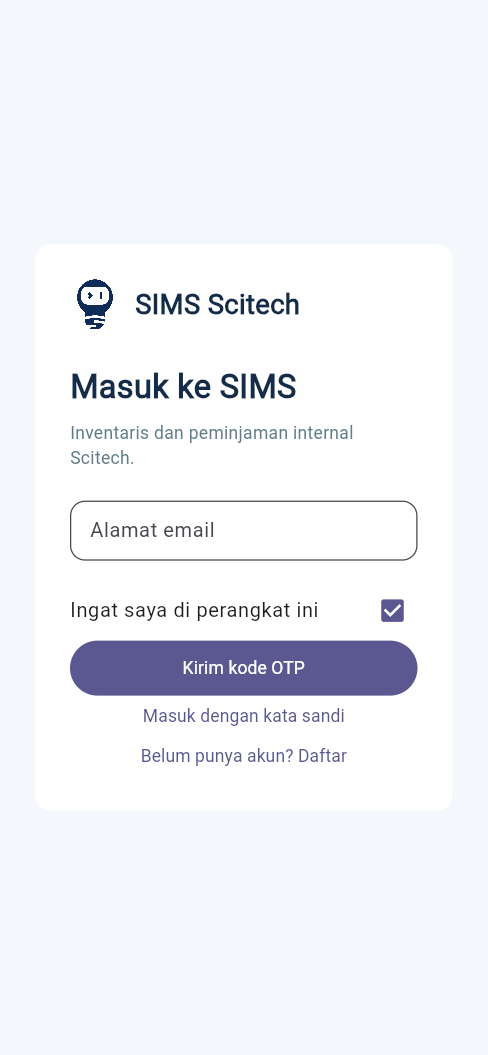 SIMS Scitech
Masuk ke SIMS
Inventaris dan peminjaman internal
Scitech.
Alamat email
Ingat saya di perangkat ini
Kirim kode OTP
Masuk dengan kata sandi
Belum punya akun? Daftar